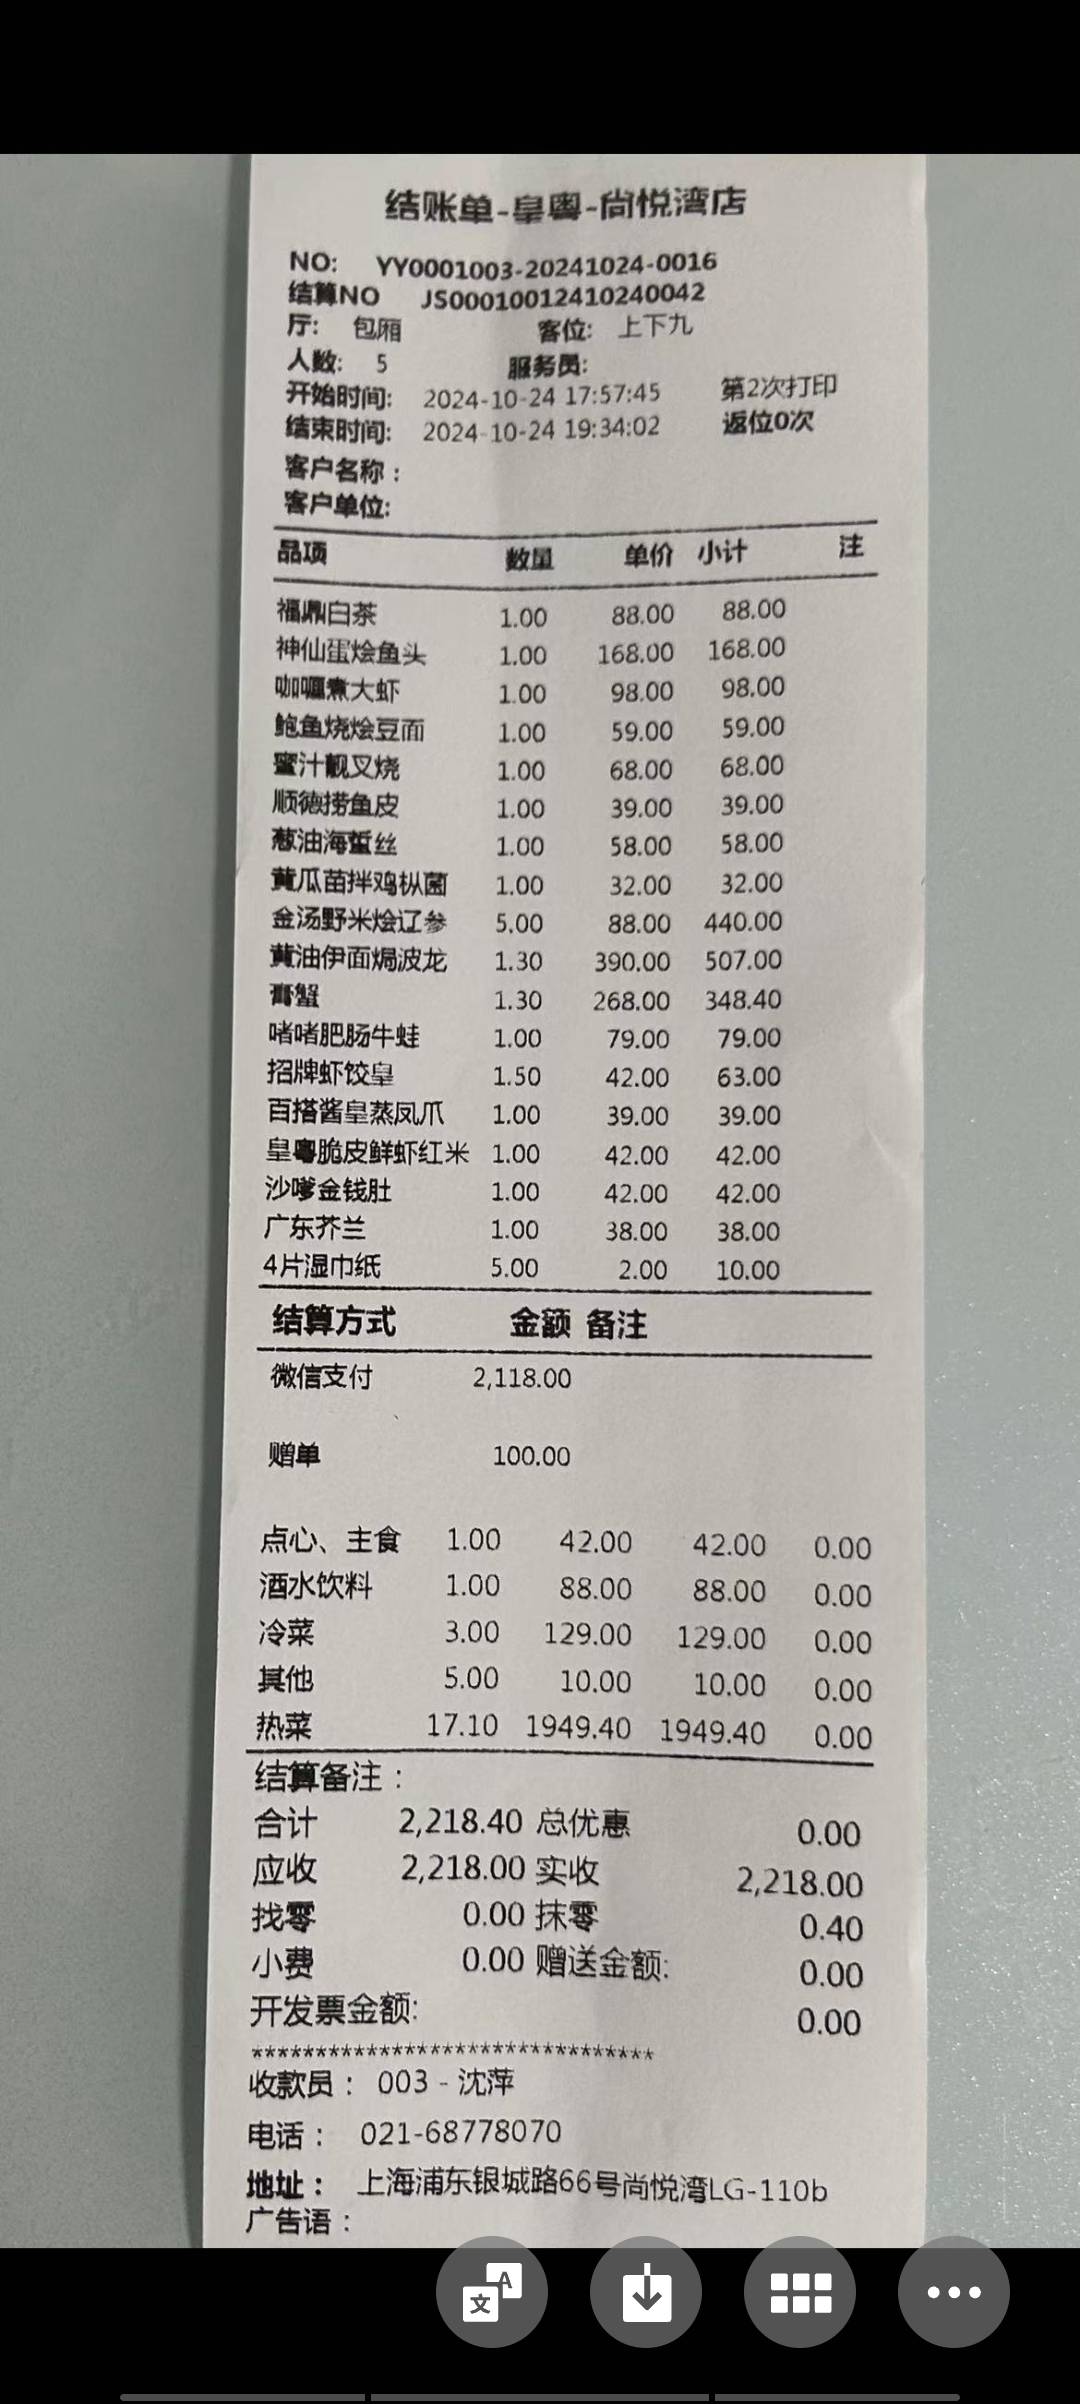 结账单-皇粤-尚悦湾店
NO: YY0001003-20241024-0016
结算NO JS00010012410240042
厅: 包厢 客位: 上下九
人数: 5 服务员:
开始时间: 2024-10-24 17:57:45 第2次打印
结束时间: 2024-10-24 19:34:02 返位0次
客户名称:
客户单位:
品项 数量 单价 小计 注
福鼎白茶 1.00 88.00 88.00
神仙蛋烩鱼头 1.00 168.00 168.00
咖喱煮大虾 1.00 98.00 98.00
鲍鱼烧烩豆面 1.00 59.00 59.00
蜜汁靓叉烧 1.00 68.00 68.00
顺德捞鱼皮 1.00 39.00 39.00
葱油海蜇丝 1.00 58.00 58.00
黄瓜苗拌鸡枞菌 1.00 32.00 32.00
金汤野米烩辽参 5.00 88.00 440.00
黄油伊面焗波龙 1.30 390.00 507.00
膏蟹 1.30 268.00 348.40
啫啫肥肠牛蛙 1.00 79.00 79.00
招牌虾饺皇 1.50 42.00 63.00
百搭酱皇蒸凤爪 1.00 39.00 39.00
皇粤脆皮鲜虾红米 1.00 42.00 42.00
沙嗲金钱肚 1.00 42.00 42.00
广东芥兰 1.00 38.00 38.00
4片湿巾纸 5.00 2.00 10.00
结算方式 金额 备注
微信支付 2,118.00
赠单 100.00
点心、主食 1.00 42.00 42.00 0.00
酒水饮料 1.00 88.00 88.00 0.00
冷菜 3.00 129.00 129.00 0.00
其他 5.00 10.00 10.00 0.00
热菜 17.10 1949.40 1949.40 0.00
结算备注:
合计 2,218.40 总优惠 0.00
应收 2,218.00 实收 2,218.00
找零 0.00 抹零 0.40
小费 0.00 赠送金额: 0.00
开发票金额: 0.00
********************************
收款员: 003 - 沈萍
电话: 021-68778070
地址: 上海浦东银城路66号尚悦湾LG-110b
广告语: